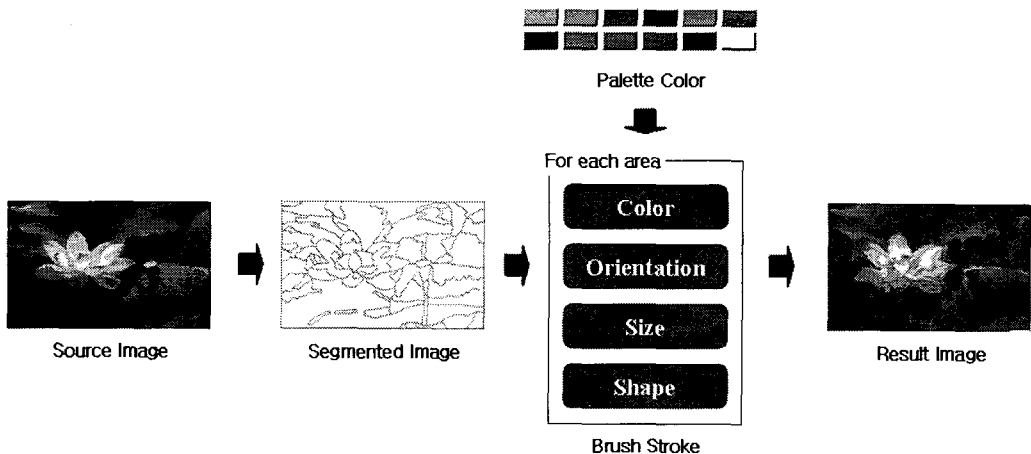 Palette Color
For each area
Color
Orientation
Size
Shape
Source Image
Segmented Image
Brush Stroke
Result Image